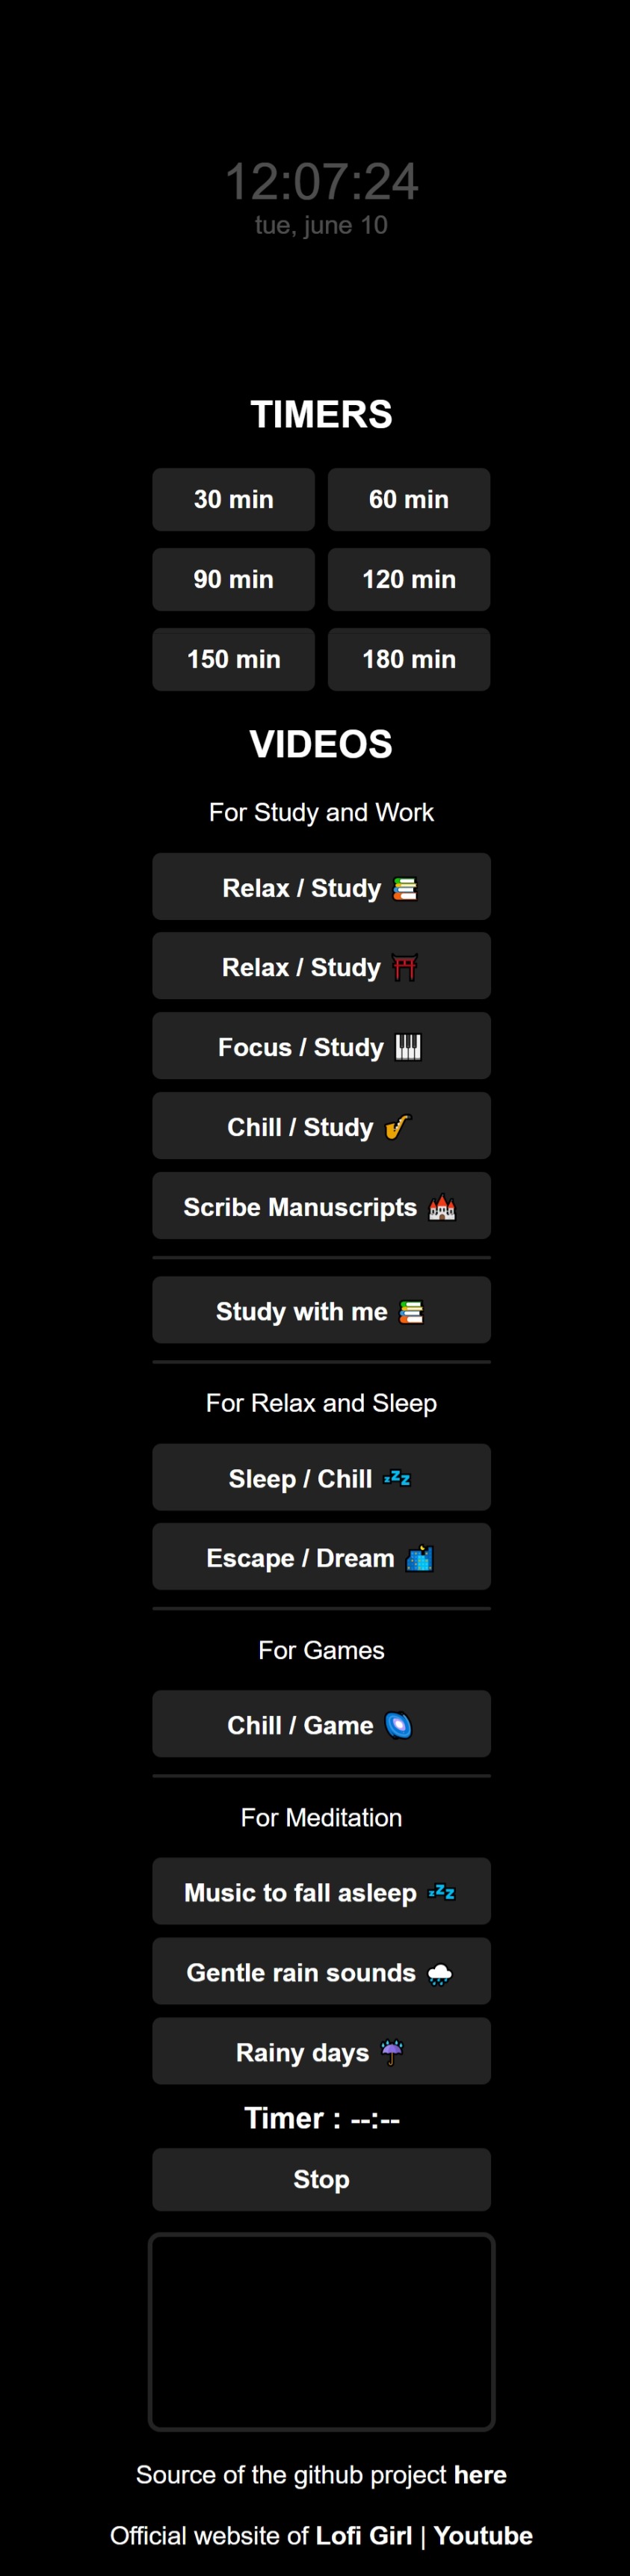 12:07:24
tue, june 10
TIMERS
30 min 60 min
90 min 120 min
150 min 180 min
VIDEOS
For Study and Work
Relax / Study 📚
Relax / Study ⛩️
Focus / Study 🎹
Chill / Study 🎷
Scribe Manuscripts 🏰
Study with me 📚
For Relax and Sleep
Sleep / Chill 💤
Escape / Dream 🌃
For Games
Chill / Game 🌌
For Meditation
Music to fall asleep 💤
Gentle rain sounds 🌧️
Rainy days ☔
Timer : --:--
Stop
Source of the github project here
Official website of Lofi Girl | Youtube